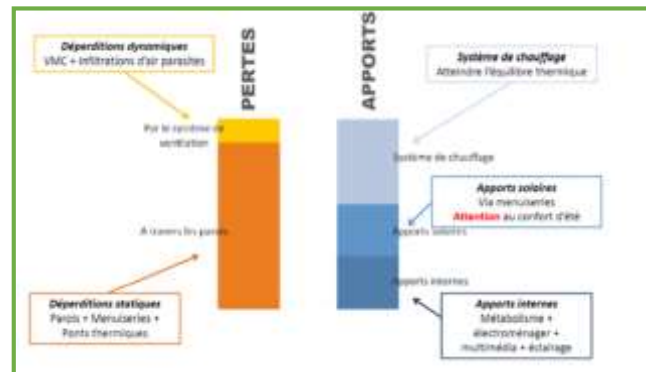 Déperditions dynamiques
VMC + Infiltrations d'air parasites
PERTES
APPORTS
Système de chauffage
Atteindre l'équilibre thermique
Par le système de
ventilation
Système de chauffage
Apports solaires
Via menuiseries
Attention au confort d'été
A travers les parois
Apports solaires
Apports internes
Déperditions statiques
Parois + Menuiseries +
Ponts thermiques
Apports internes
Métabolisme +
électroménager +
multimédia + éclairage